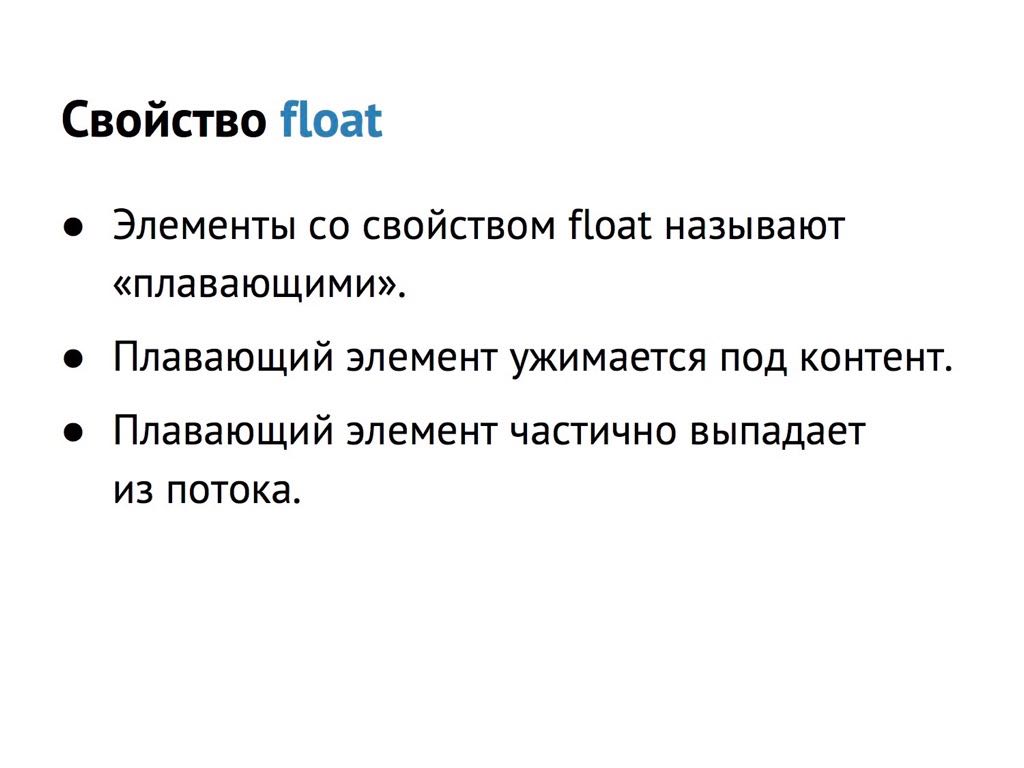 Свойство float
● Элементы со свойством float называют
«плавающими».
● Плавающий элемент ужимается под контент.
● Плавающий элемент частично выпадает
из потока.